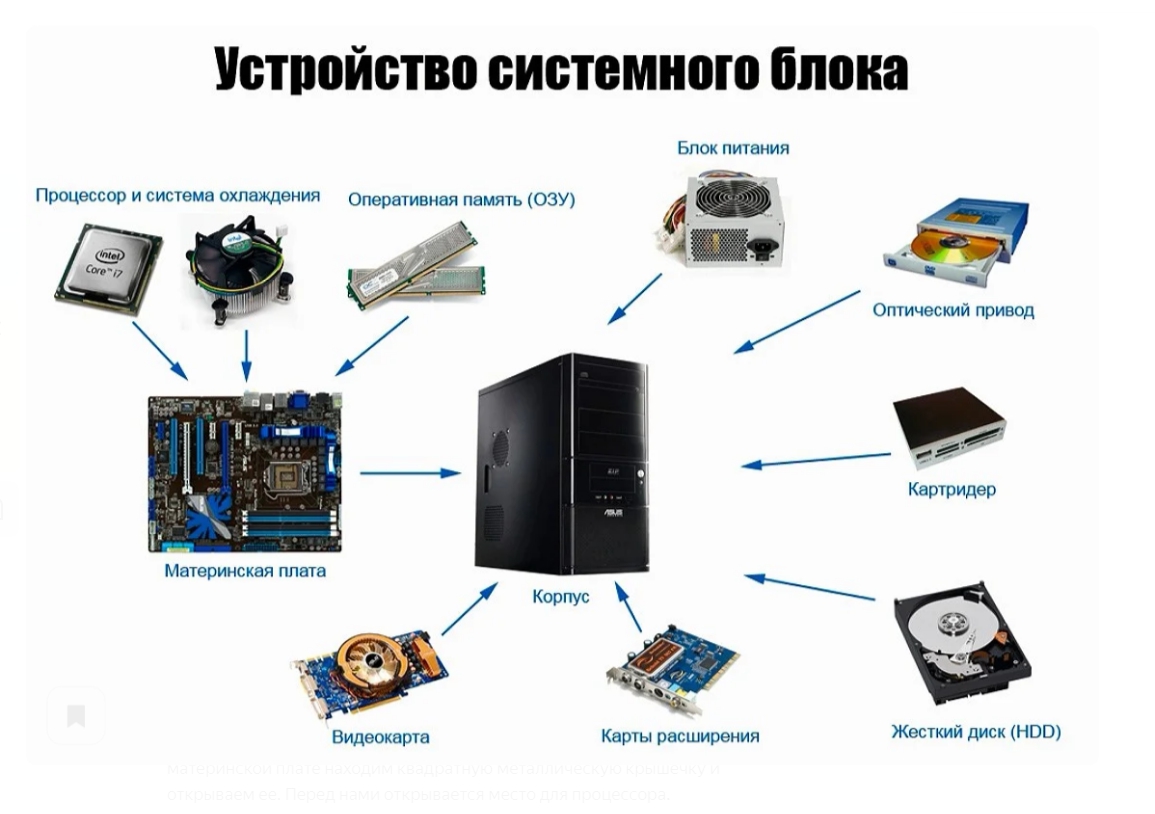 Устройство системного блока
Блок питания
Процессор и система охлаждения
Оперативная память (ОЗУ)
intel
Core™ i7
Оптический привод
Картридер
ASUS
Материнская плата
Корпус
Видеокарта
Карты расширения
Жесткий диск (HDD)
материнской плате находим квадратную металлическую крышечку и
открываем ее. Перед нами открывается место для процессора.